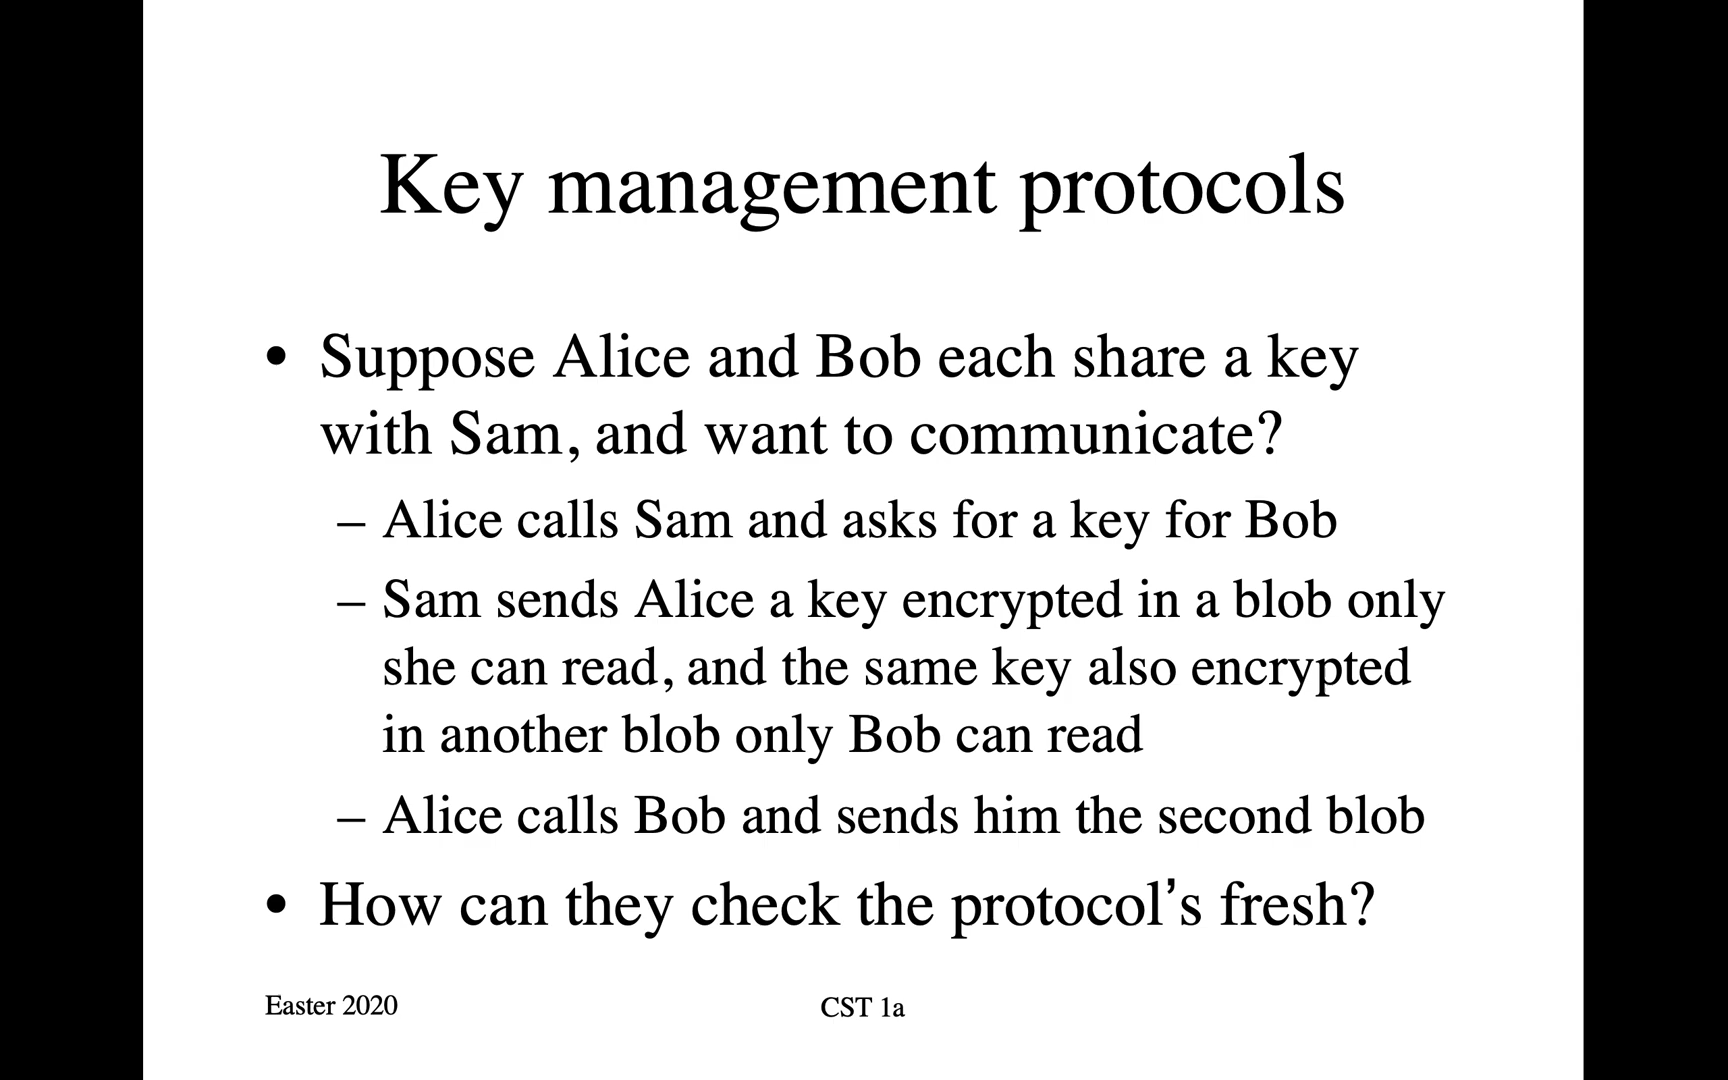 Key management protocols
• Suppose Alice and Bob each share a key
with Sam, and want to communicate?
– Alice calls Sam and asks for a key for Bob
– Sam sends Alice a key encrypted in a blob only
she can read, and the same key also encrypted
in another blob only Bob can read
– Alice calls Bob and sends him the second blob
• How can they check the protocol’s fresh?
Easter 2020
CST 1a